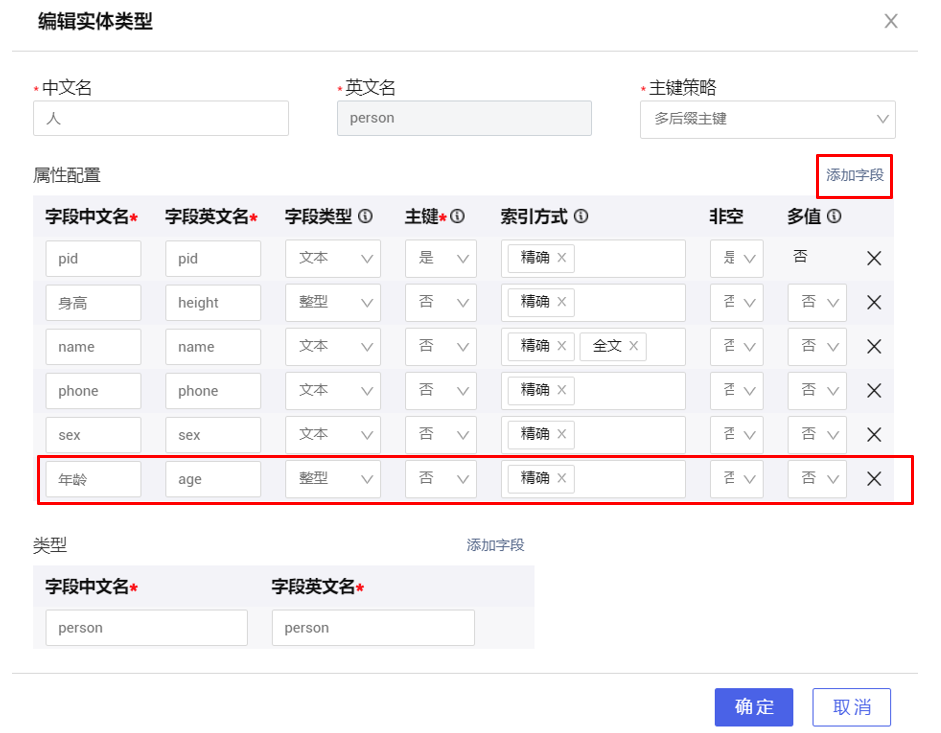 编辑实体类型
*中文名 *英文名 *主键策略
人 person 多后缀主键
属性配置 添加字段
字段中文名* 字段英文名* 字段类型 主键* 索引方式 非空 多值
pid pid 文本 是 精确 是 否
身高 height 整型 否 精确 否 否
name name 文本 否 精确 全文 否 否
phone phone 文本 否 精确 否 否
sex sex 文本 否 精确 否 否
年龄 age 整型 否 精确 否 否
类型 添加字段
字段中文名* 字段英文名*
person person
确定 取消